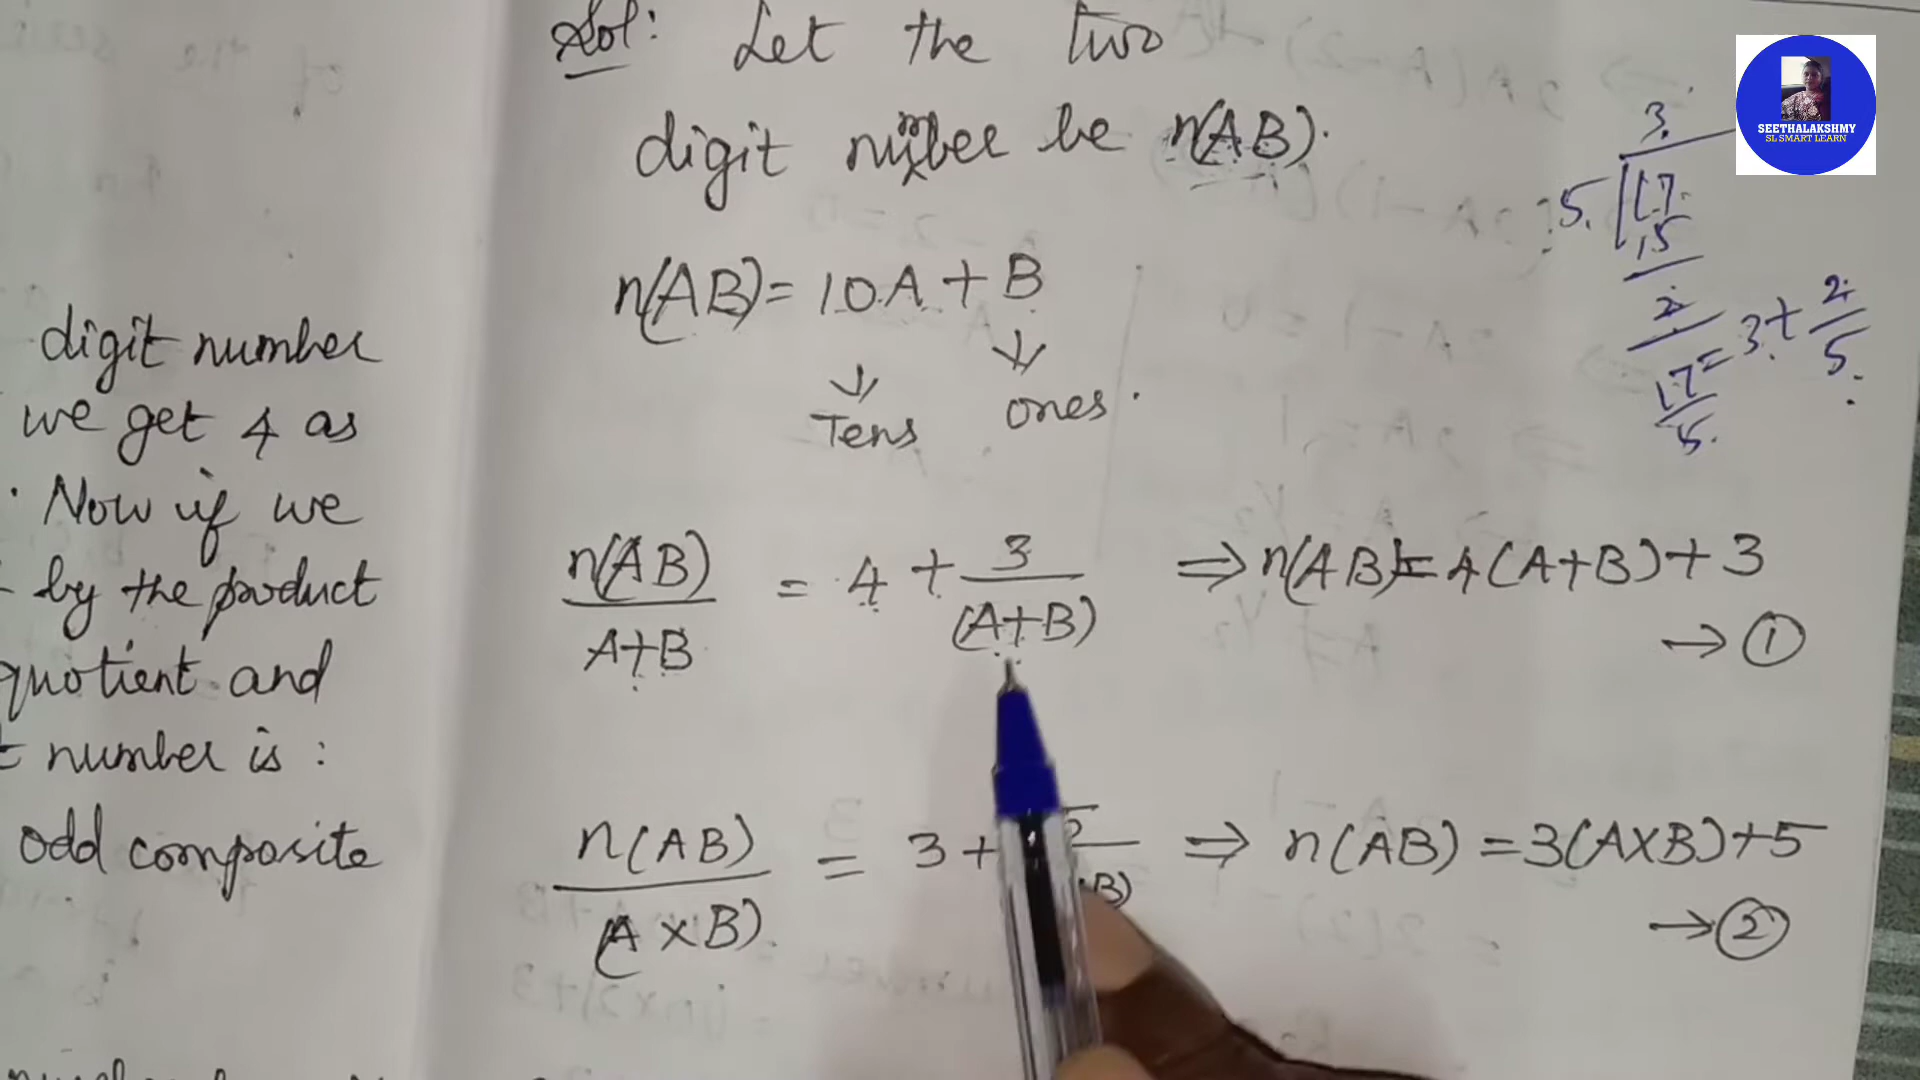 Sol: Let the two
digit number be n(AB).
n(AB) = 10A + B
Tens
ones.
digit number
we get 4 as
. Now if we
by the product
quotient and
number is :
odd composite
n(AB)/A+B = 4 + 3/(A+B) ⇒ n(AB) = 4(A+B) + 3
→ ①
n(AB)/(A×B) = 3 + ⇒ n(AB) = 3(A×B) + 5
→ ②
3
5 17
15
2
17/5 = 3 + 2/5
SEETHALAKSHMY
SL SMART LEARN